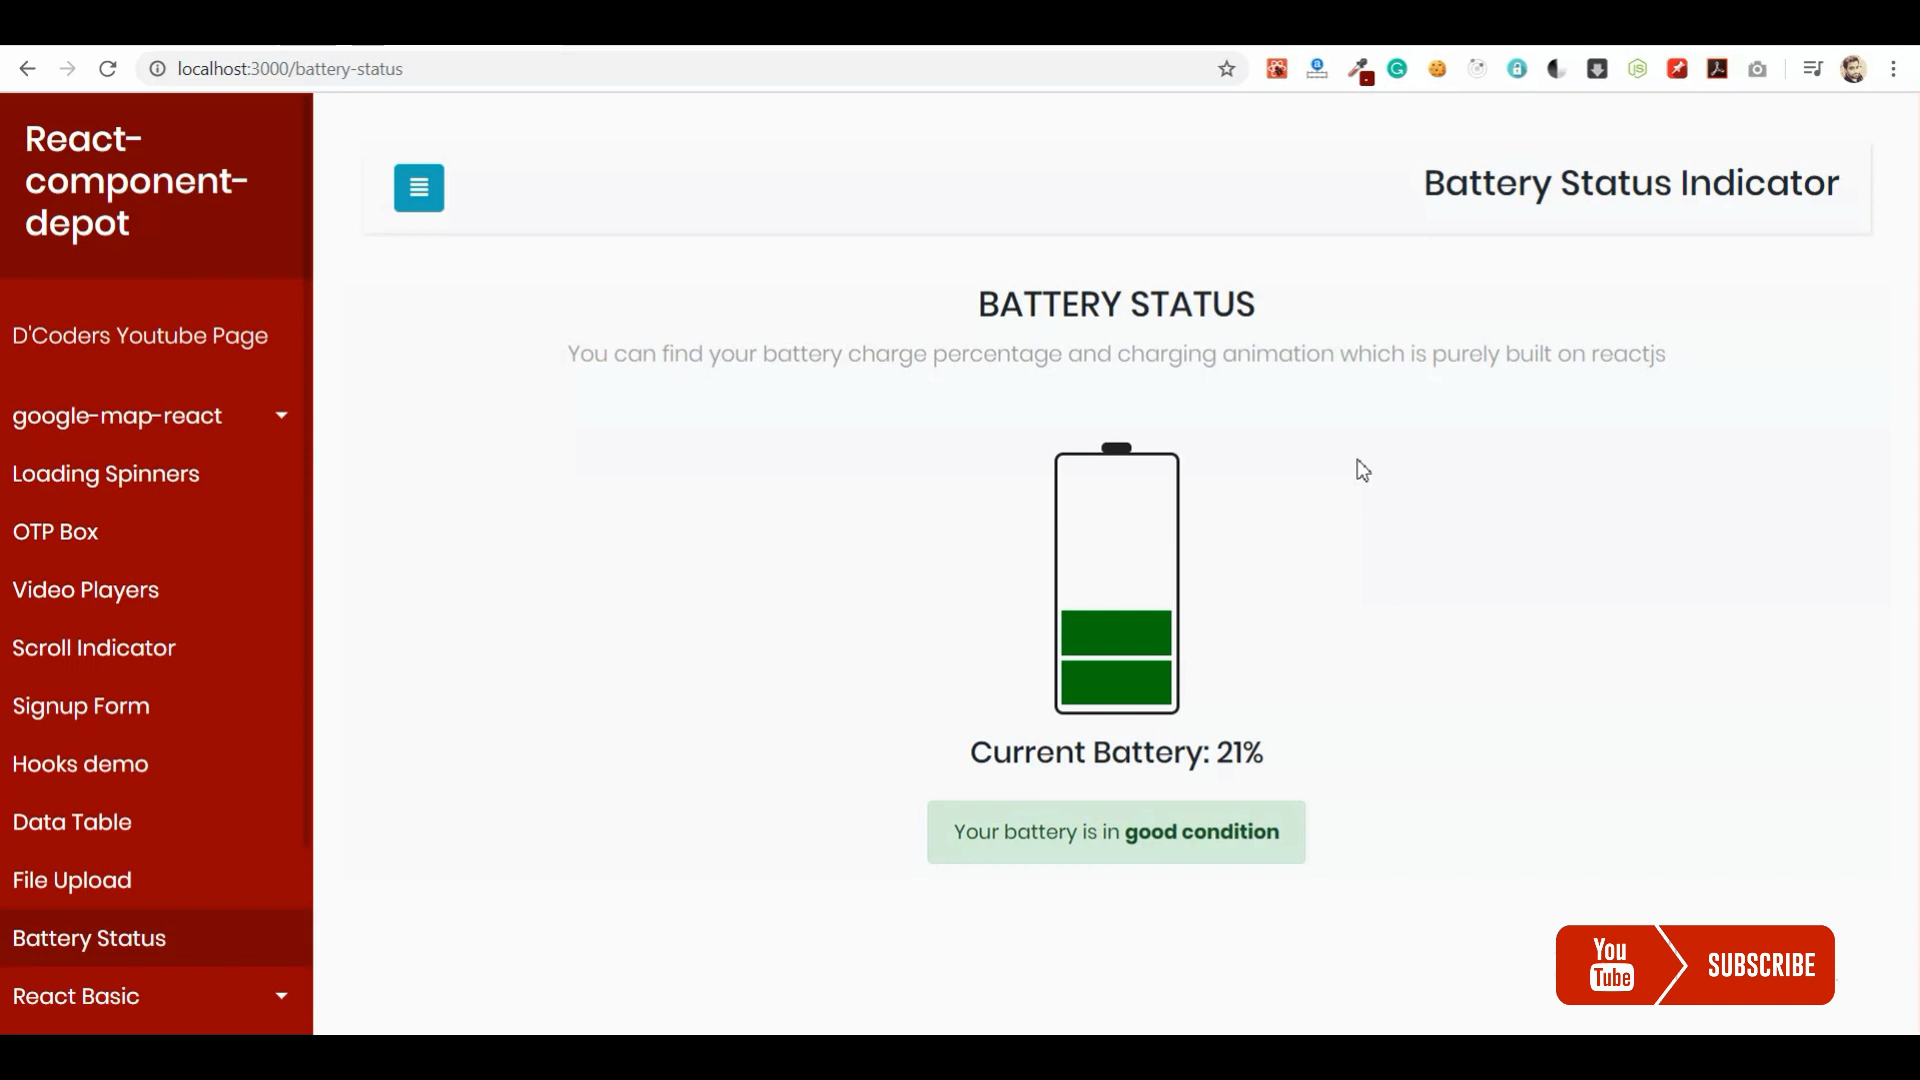 localhost:3000/battery-status
React-
component-
depot
D'Coders Youtube Page
google-map-react
Loading Spinners
OTP Box
Video Players
Scroll Indicator
Signup Form
Hooks demo
Data Table
File Upload
Battery Status
React Basic
Battery Status Indicator
BATTERY STATUS
You can find your battery charge percentage and charging animation which is purely built on reactjs
Current Battery: 21%
Your battery is in good condition
You
Tube
SUBSCRIBE